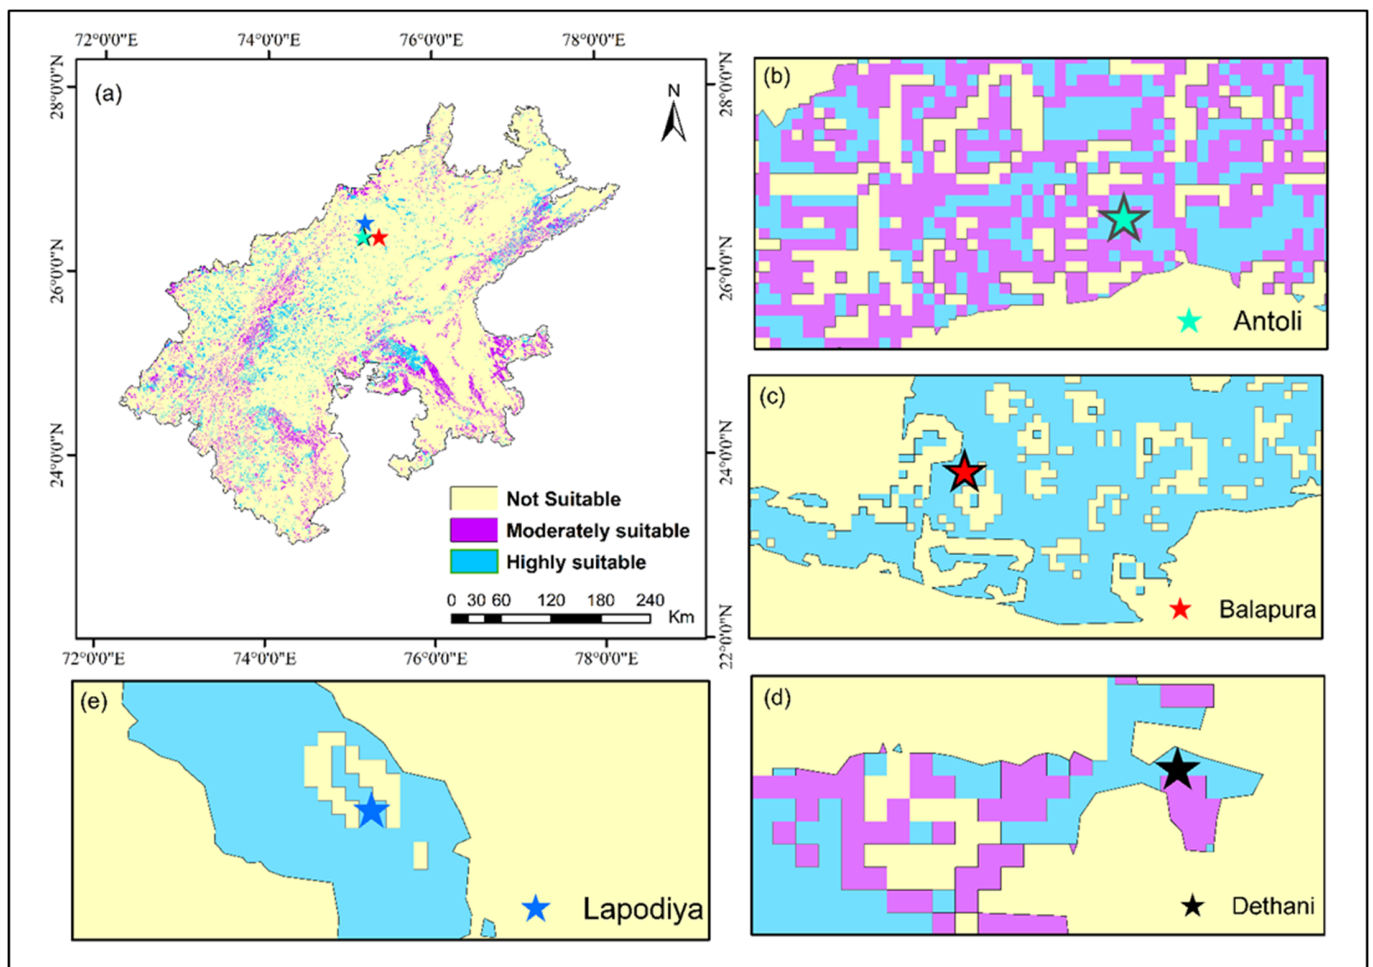 72°0'0"E 74°0'0"E 76°0'0"E 78°0'0"E
(a)
N
28°0'0"N
26°0'0"N
24°0'0"N
28°0'0"N
26°0'0"N
24°0'0"N
22°0'0"N
Not Suitable
Moderately suitable
Highly suitable
0 30 60 120 180 240
Km
72°0'0"E 74°0'0"E 76°0'0"E 78°0'0"E
(b)
Antoli
(c)
Balapura
(e)
Lapodiya
(d)
Dethani